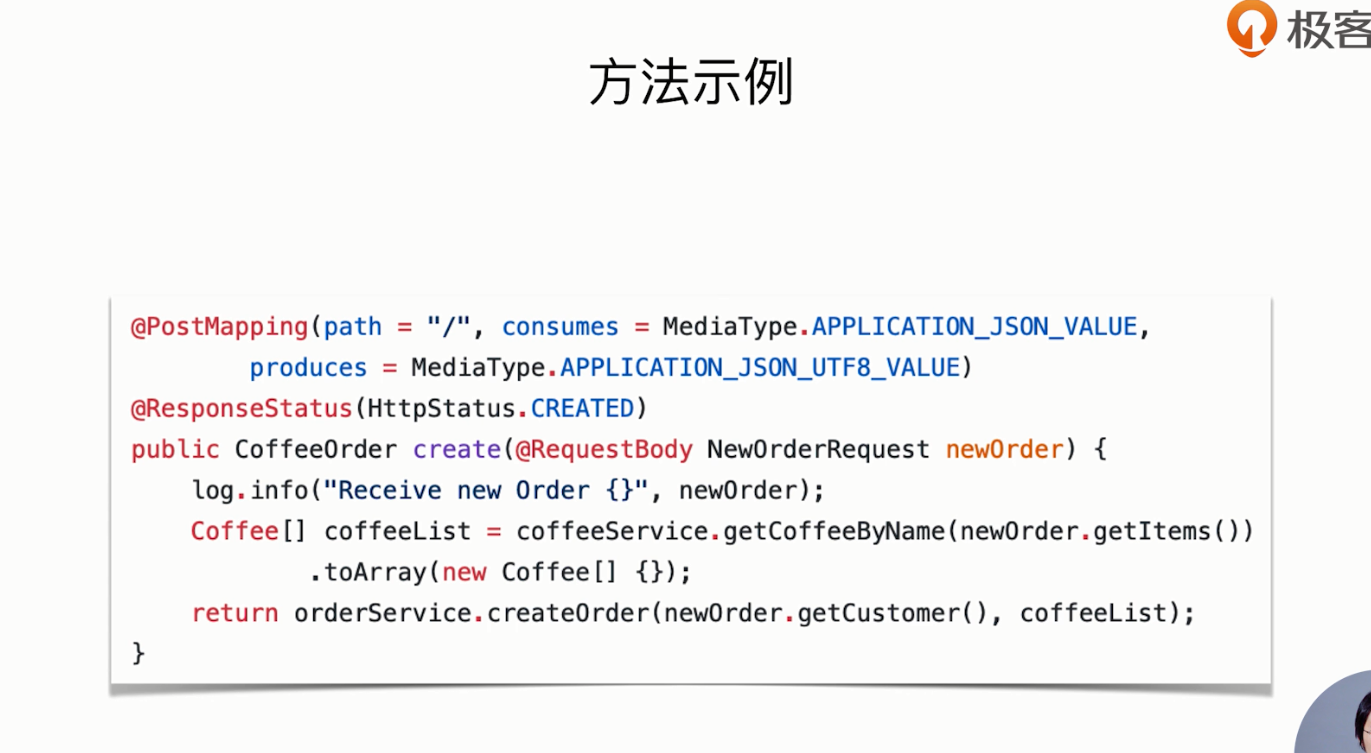 极客
方法示例
@PostMapping(path = "/", consumes = MediaType.APPLICATION_JSON_VALUE,
        produces = MediaType.APPLICATION_JSON_UTF8_VALUE)
@ResponseStatus(HttpStatus.CREATED)
public CoffeeOrder create(@RequestBody NewOrderRequest newOrder) {
    log.info("Receive new Order {}", newOrder);
    Coffee[] coffeeList = coffeeService.getCoffeeByName(newOrder.getItems())
            .toArray(new Coffee[] {});
    return orderService.createOrder(newOrder.getCustomer(), coffeeList);
}